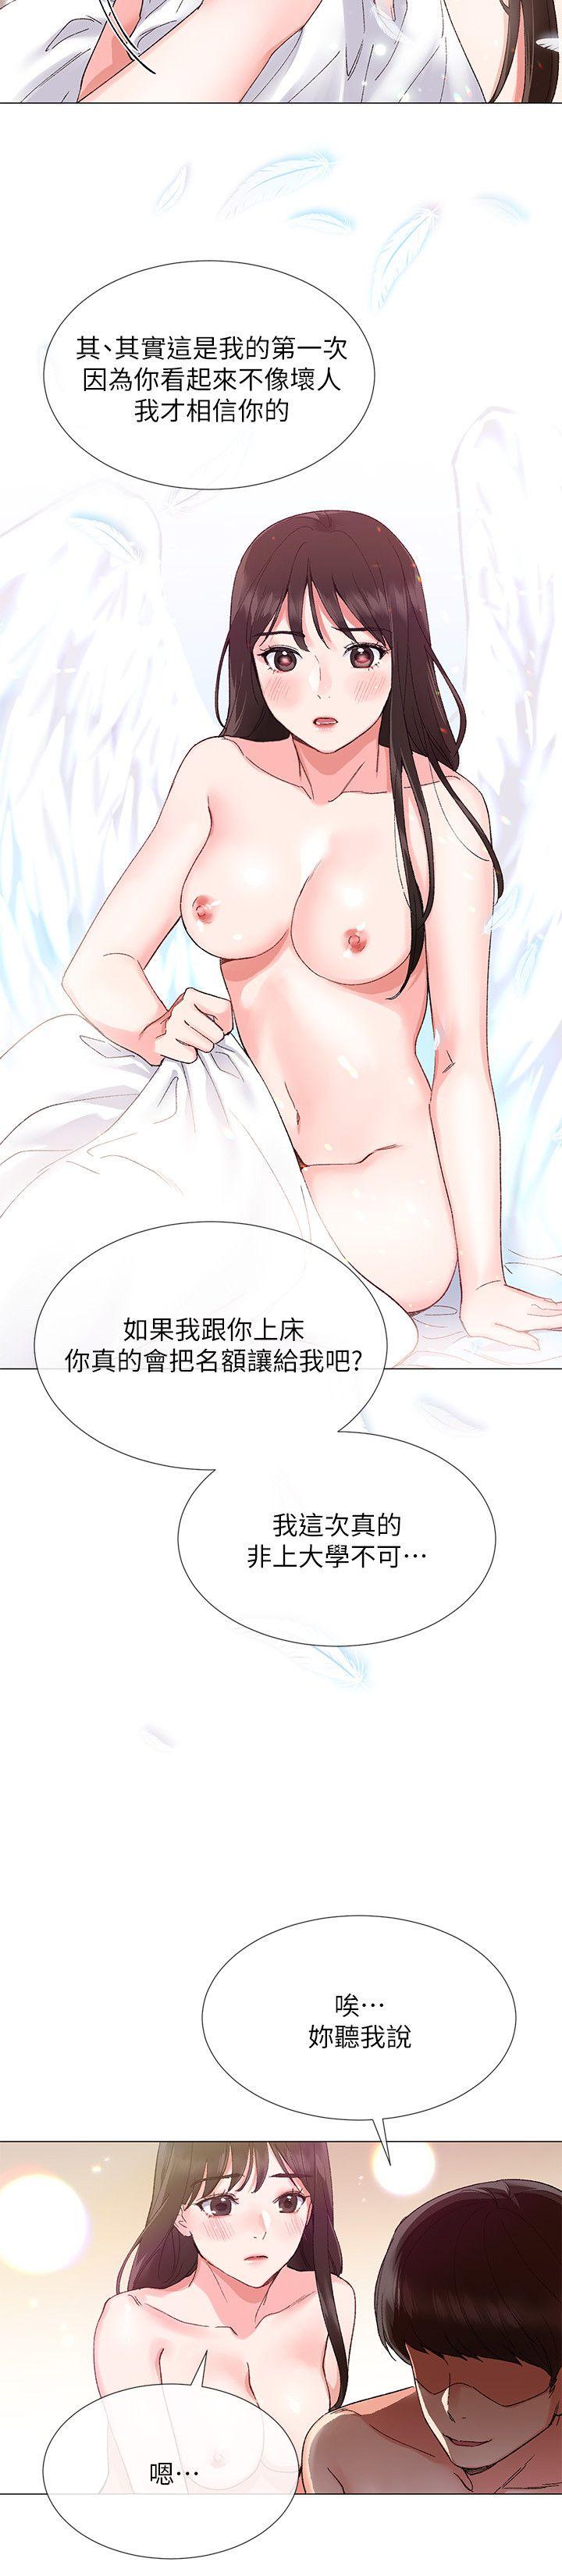 其、其實這是我的第一次
因為你看起來不像壞人
我才相信你的
如果我跟你上床
你真的會把名額讓給我吧?
我這次真的
非上大學不可⋯
唉⋯
妳聽我說
嗯⋯